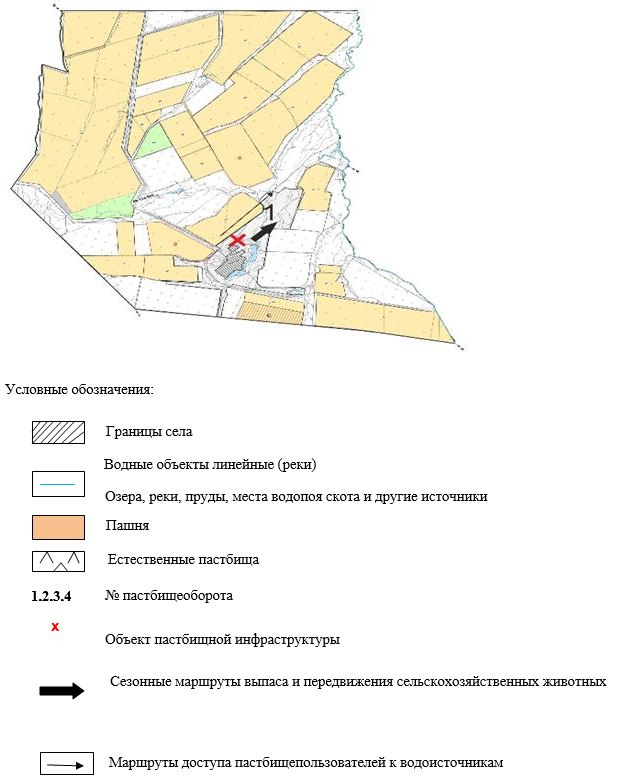 1
Условные обозначения:
Границы села
Водные объекты линейные (реки)
Озера, реки, пруды, места водопоя скота и другие источники
Пашня
Естественные пастбища
1.2.3.4 № пастбищеоборота
х
Объект пастбищной инфраструктуры
Сезонные маршруты выпаса и передвижения сельскохозяйственных животных
Маршруты доступа пастбищепользователей к водоисточникам